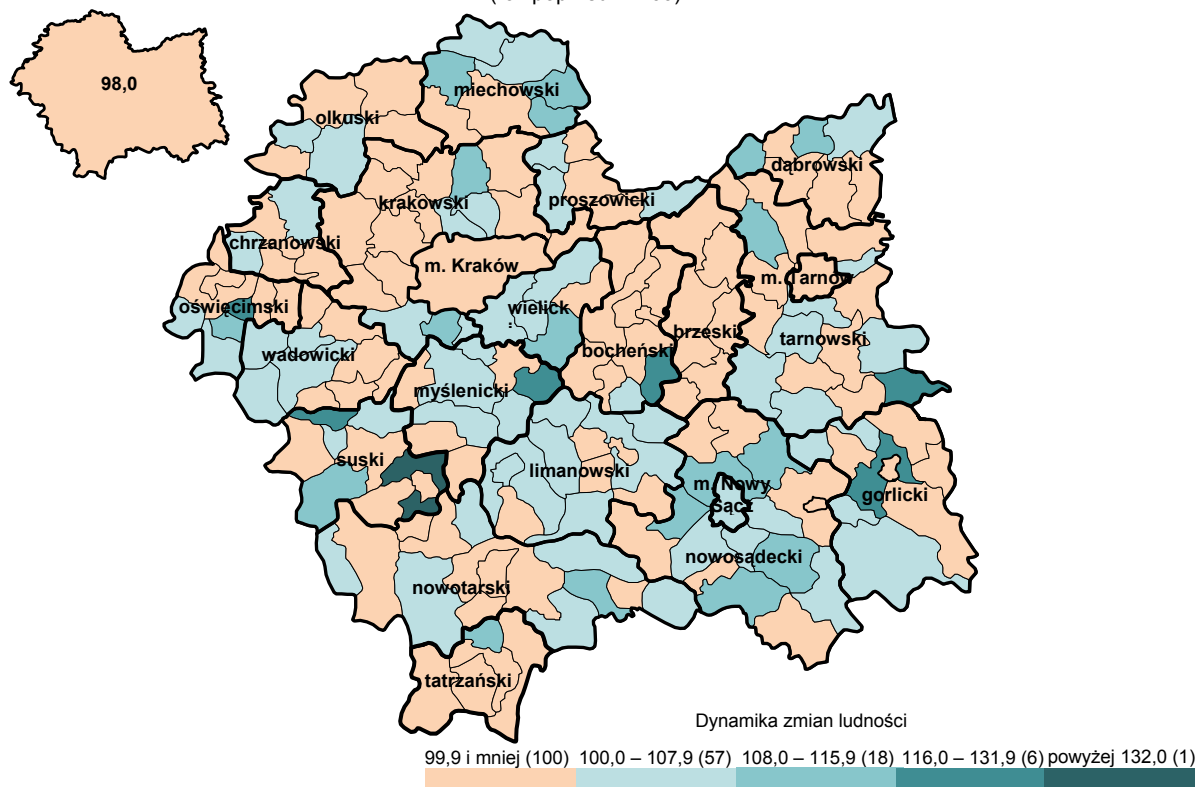 98,0
miechowski
olkuski
dąbrowski
krakowski
proszowicki
chrzanowski
m. Kraków
m. Tarnów
oświęcimski
wielick
:
brzeski
tarnowski
wadowicki
bocheński
myślenicki
suski
limanowski
m. Nowy
Sącz
gorlicki
nowosądecki
nowotarski
tatrzański
Dynamika zmian ludności
99,9 i mniej (100) 100,0 – 107,9 (57) 108,0 – 115,9 (18) 116,0 – 131,9 (6) powyżej 132,0 (1)